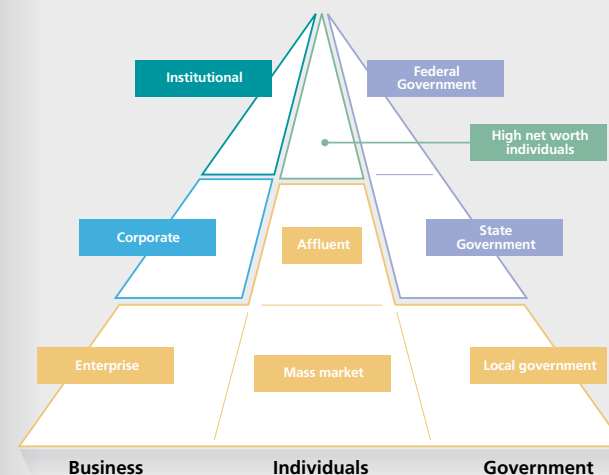 Institutional
Federal
Government
High net worth
individuals
Corporate
Affluent
State
Government
Enterprise
Mass market
Local government
Business
Individuals
Government